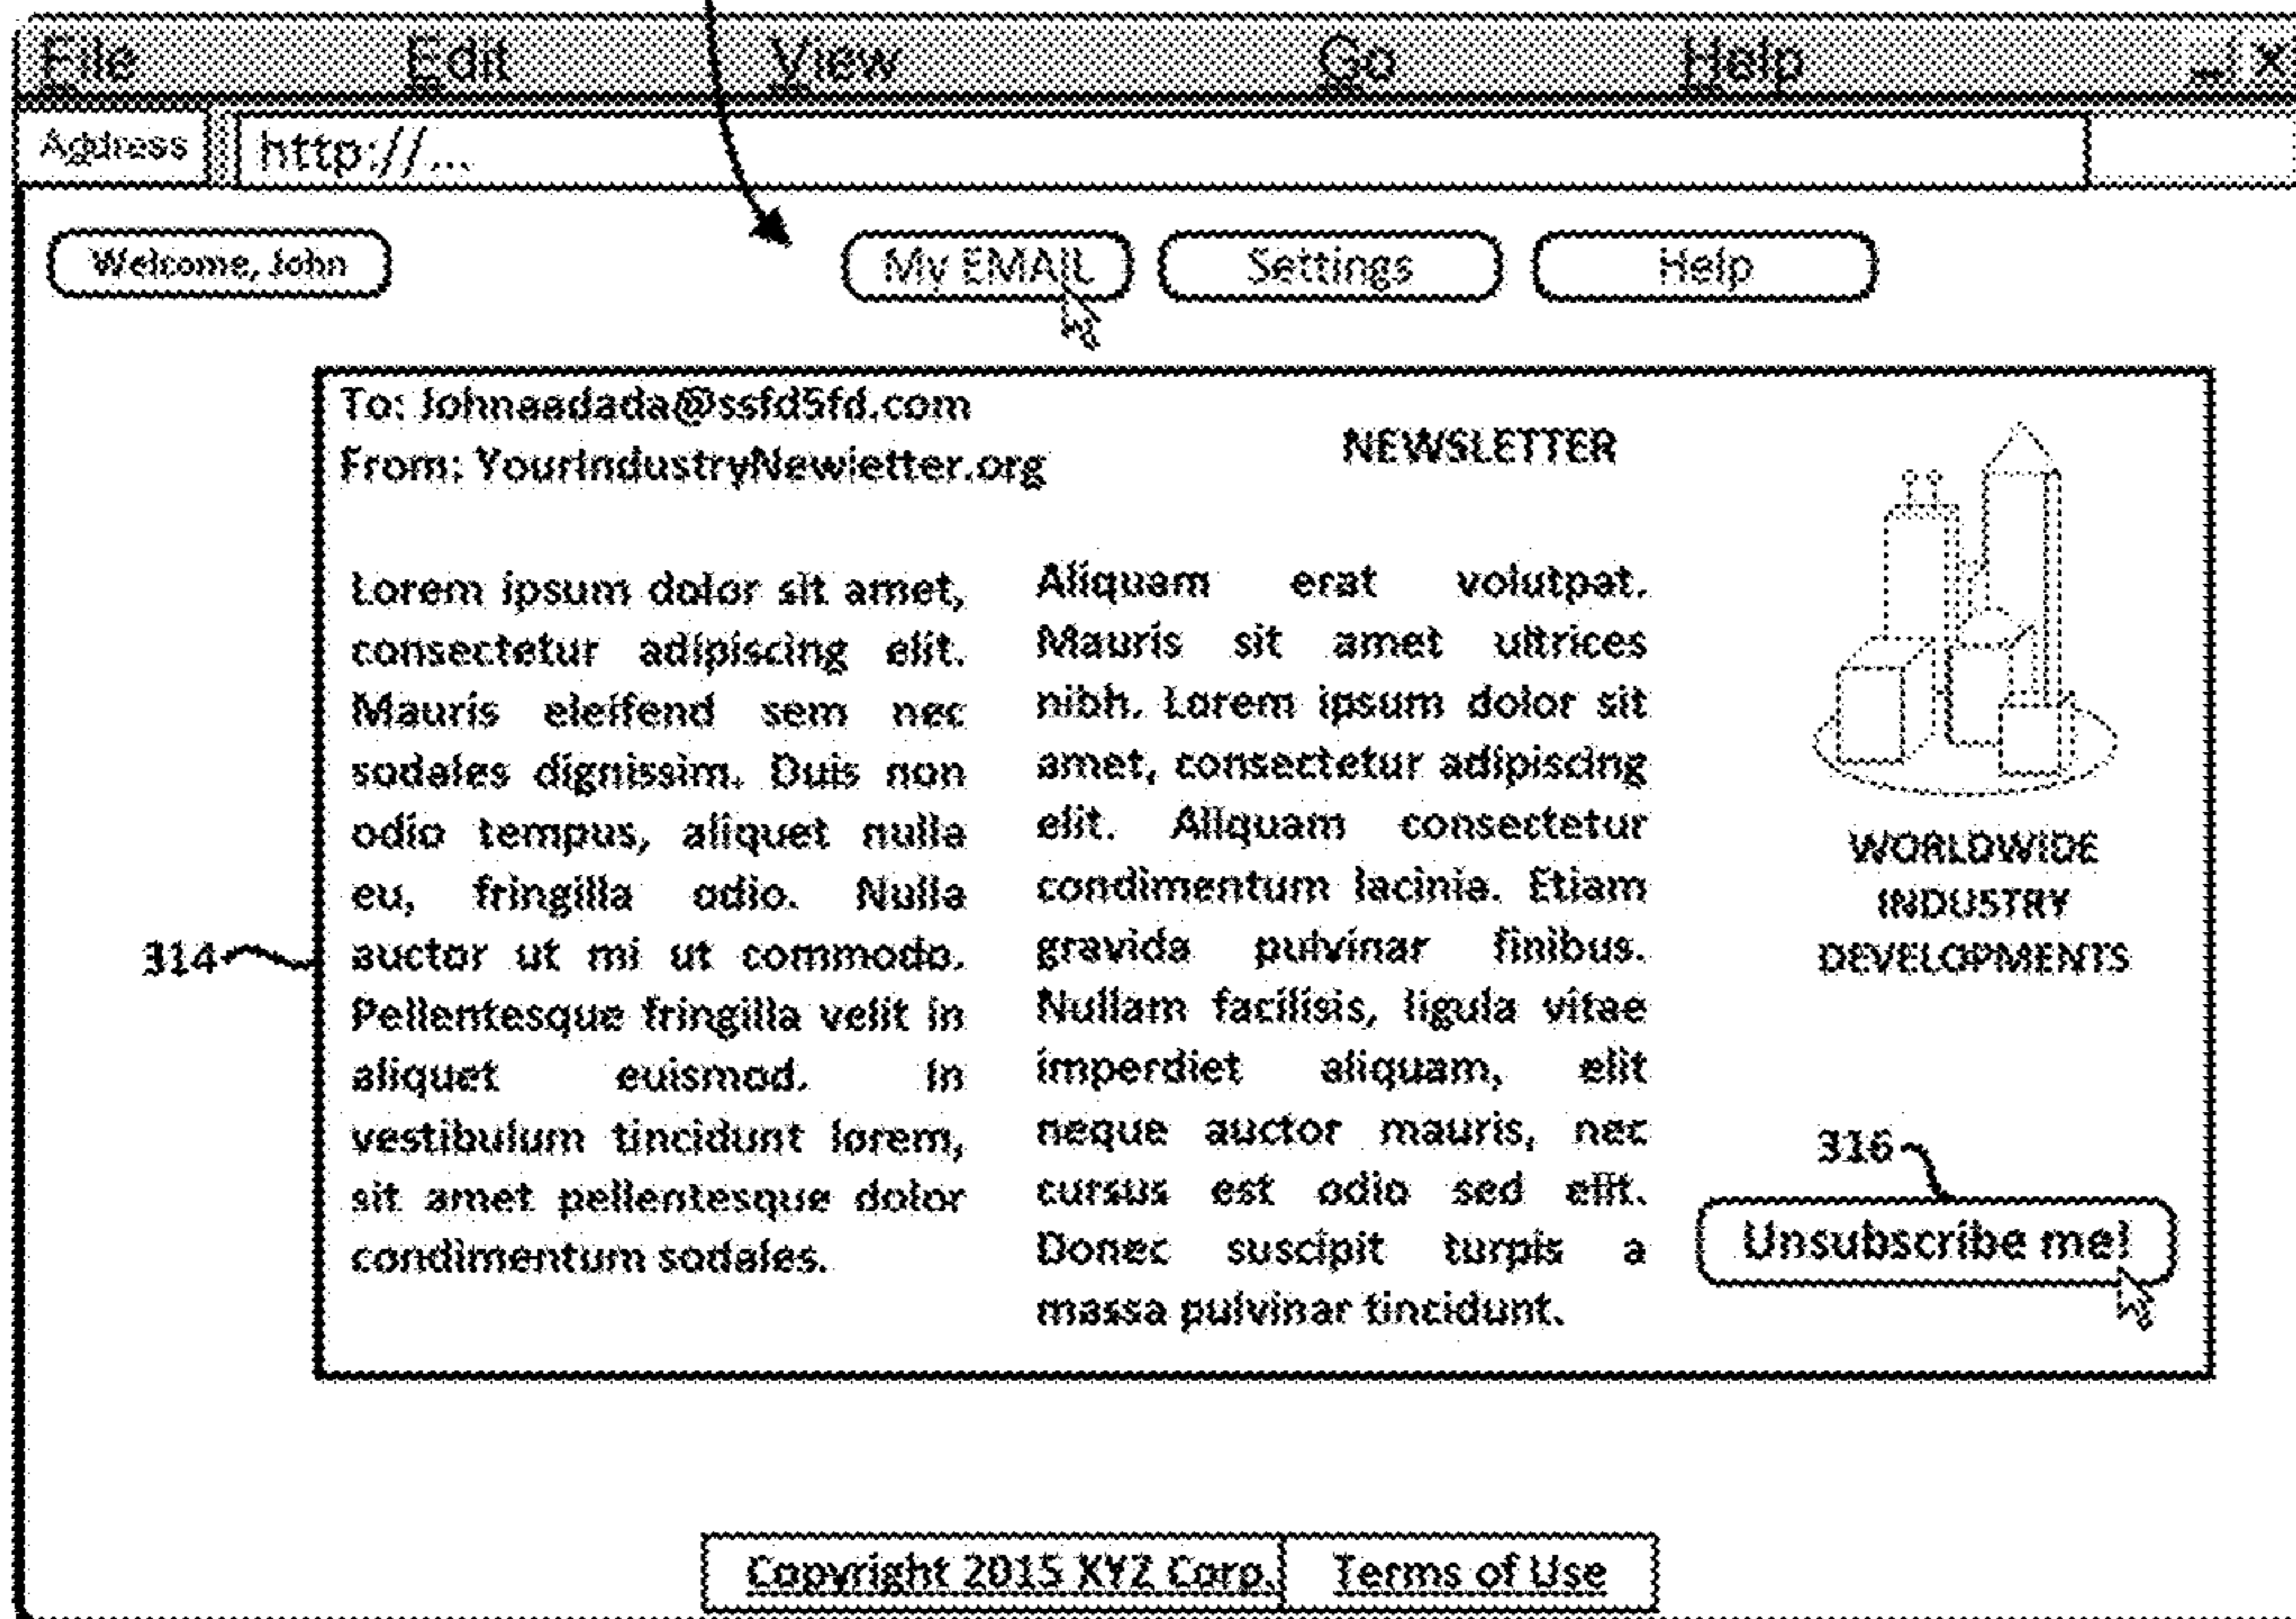 File Edit View Go Help _ X
Address http://...
Welcome, John My EMAIL Settings Help
To: Johnaadada@ssfd5fd.com
From: YourIndustryNewletter.org
NEWSLETTER
Lorem ipsum dolor sit amet,
consectetur adipiscing elit.
Mauris eleifend sem nec
sodales dignissim. Duis non
odio tempus, aliquet nulla
eu, fringilla odio. Nulla
auctor ut mi ut commodo.
Pellentesque fringilla velit in
aliquet euismod. In
vestibulum tincidunt lorem,
sit amet pellentesque dolor
condimentum sodales.
Aliquam erat volutpat.
Mauris sit amet ultrices
nibh. Lorem ipsum dolor sit
amet, consectetur adipiscing
elit. Aliquam consectetur
condimentum lacinia. Etiam
gravida pulvinar finibus.
Nullam facilisis, ligula vitae
imperdiet aliquam, elit
neque auctor mauris, nec
cursus est odio sed elit.
Donec suscipit turpis a
massa pulvinar tincidunt.
WORLDWIDE
INDUSTRY
DEVELOPMENTS
314
316
Unsubscribe me!
Copyright 2015 XYZ Corp. Terms of Use